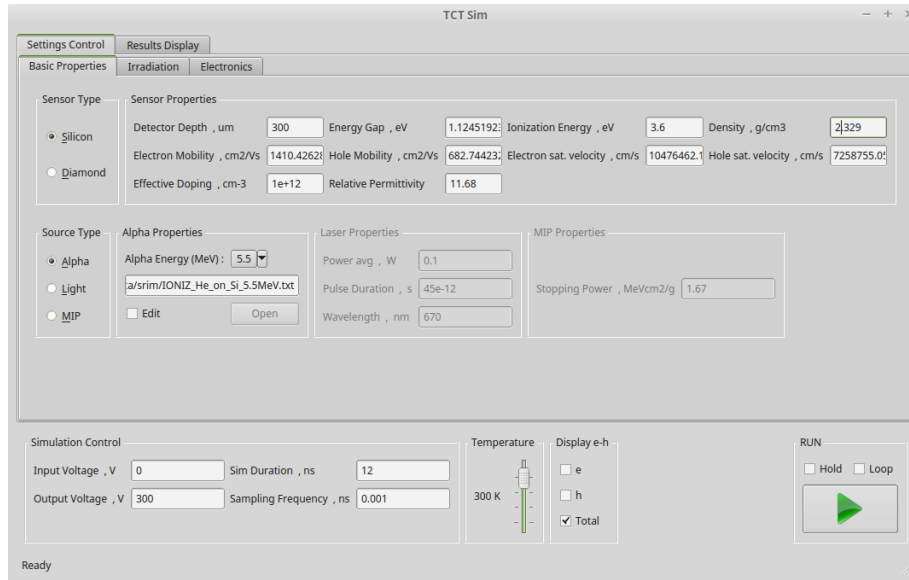 TCT Sim
Settings Control Results Display
Basic Properties Irradiation Electronics
Sensor Type Sensor Properties
Silicon Detector Depth , um 300 Energy Gap , eV 1.1245192 Ionization Energy , eV 3.6 Density , g/cm3 2.329
Electron Mobility , cm2/Vs 1410.4262 Hole Mobility , cm2/Vs 682.74423 Electron sat. velocity , cm/s 10476462.1 Hole sat. velocity , cm/s 7258755.0
Diamond Effective Doping , cm-3 1e+12 Relative Permittivity 11.68
Source Type Alpha Properties Laser Properties MIP Properties
Alpha Alpha Energy (MeV) : 5.5 Power avg , W 0.1
Light :a/srim/IONIZ_He_on_Si_5.5MeV.txt Pulse Duration , s 45e-12 Stopping Power , MeVcm2/g 1.67
MIP Edit Open Wavelength , nm 670
Simulation Control Temperature Display e-h RUN
Input Voltage , V 0 Sim Duration , ns 12 e Hold Loop
Output Voltage , V 300 Sampling Frequency , ns 0.001 300 K h
Total
Ready